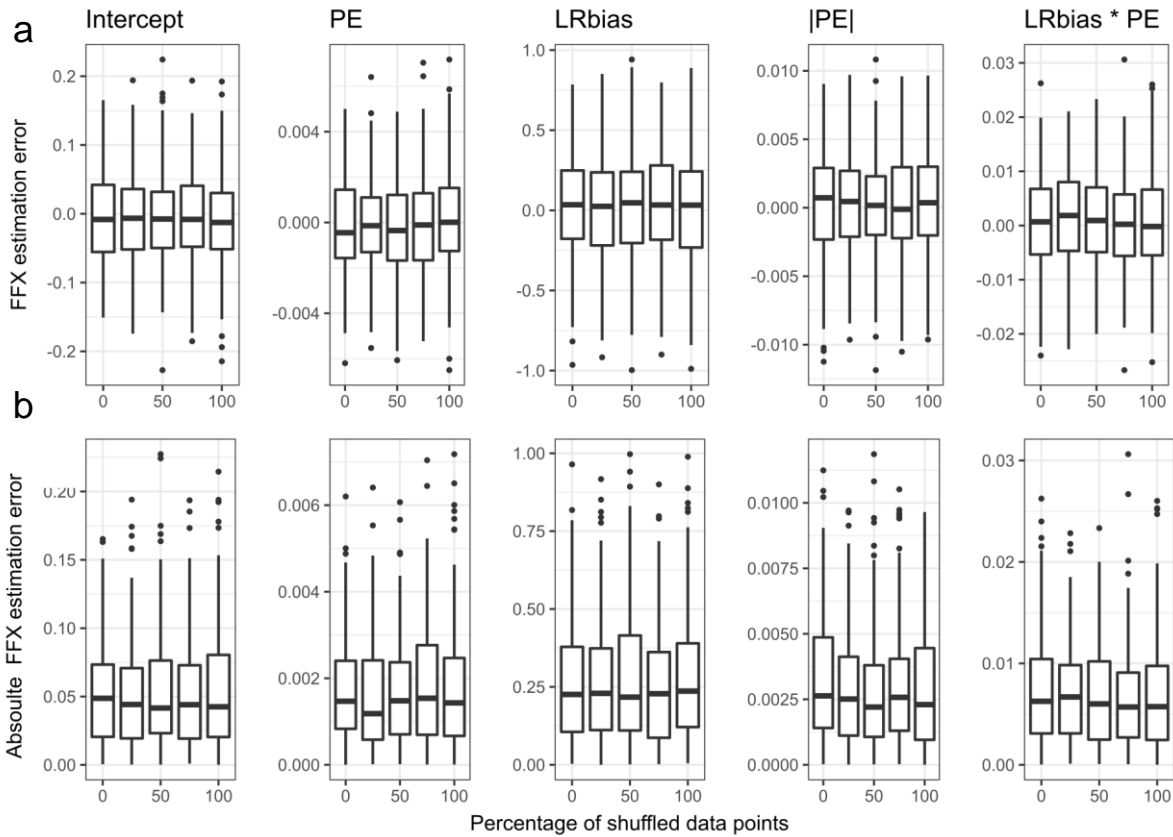 a
Intercept PE LRbias |PE| LRbias * PE
FFX estimation error
0.2
0.1
0.0
-0.1
-0.2
0 50 100
0.004
0.000
-0.004
0 50 100
1.0
0.5
0.0
-0.5
-1.0
0 50 100
0.010
0.005
0.000
-0.005
-0.010
0 50 100
0.03
0.02
0.01
0.00
-0.01
-0.02
0 50 100
b
Absoulte FFX estimation error
0.20
0.15
0.10
0.05
0.00
0 50 100
0.006
0.004
0.002
0.000
0 50 100
1.00
0.75
0.50
0.25
0.00
0 50 100
0.0100
0.0075
0.0050
0.0025
0.0000
0 50 100
0.03
0.02
0.01
0.00
0 50 100
Percentage of shuffled data points